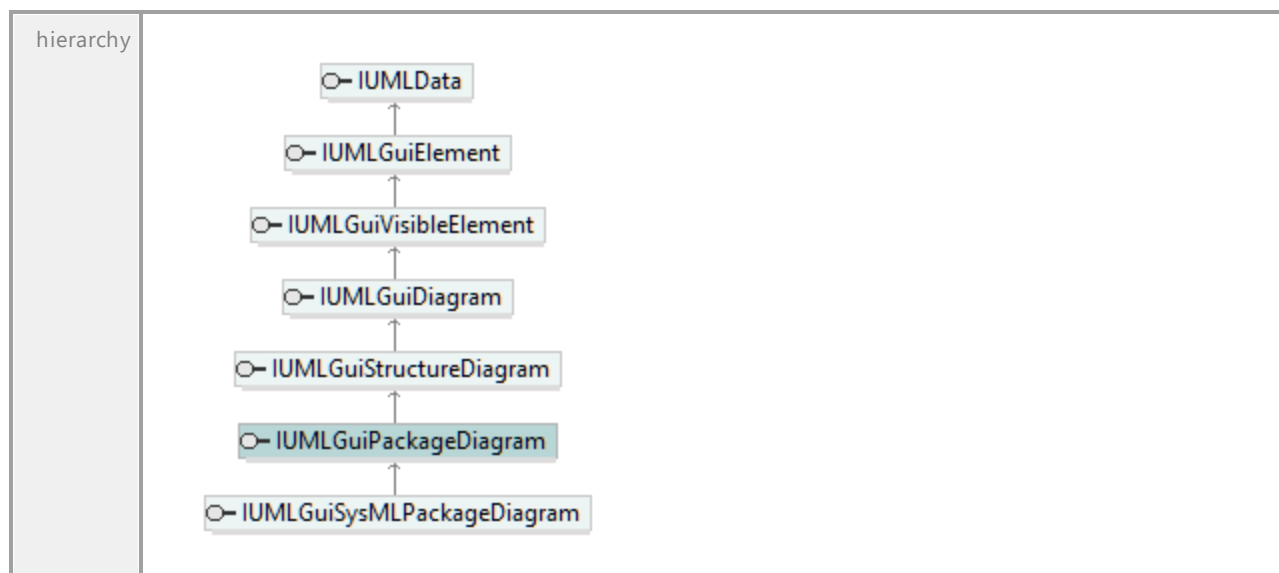 hierarchy
IUMLData
IUMLGuiElement
IUMLGuiVisibleElement
IUMLGuiDiagram
IUMLGuiStructureDiagram
IUMLGuiPackageDiagram
IUMLGuiSysMLPackageDiagram